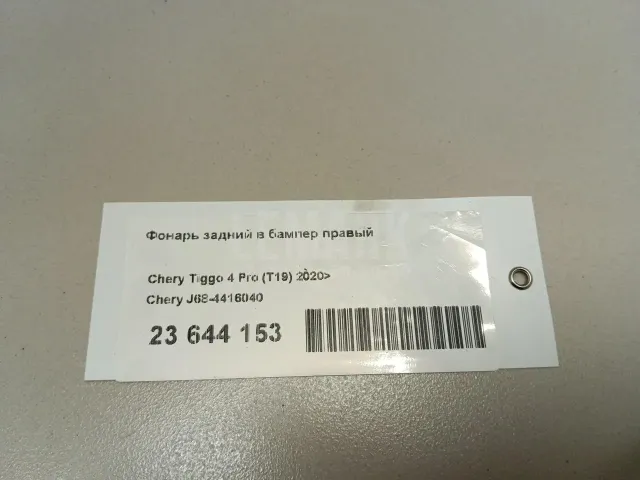 Фонарь задний в бампер правый
Chery Tiggo 4 Pro (T19) 2020>
Chery J68-4416040
23 644 153